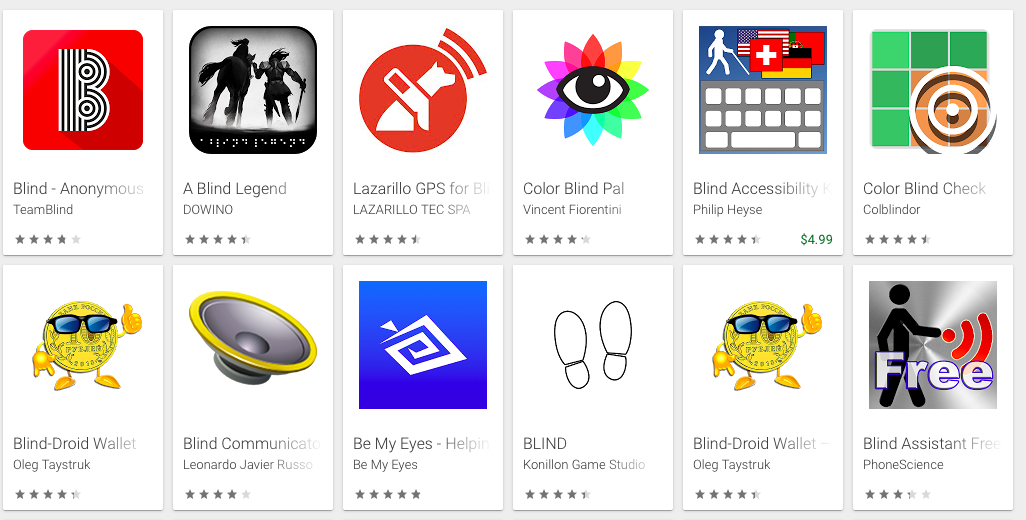 B
Blind - Anonymous
TeamBlind
A Blind Legend
DOWINO
Lazarillo GPS for Bli
LAZARILLO TEC SPA
Color Blind Pal
Vincent Fiorentini
Blind Accessibility K
Philip Heyse
$4.99
Color Blind Check
Colblindor
Blind-Droid Wallet
Oleg Taystruk
Blind Communicato
Leonardo Javier Russo
Be My Eyes - Helpin
Be My Eyes
BLIND
Konillon Game Studio
РУБЛЕЙ
Blind-Droid Wallet –
Oleg Taystruk
Free
Blind Assistant Free
PhoneScience